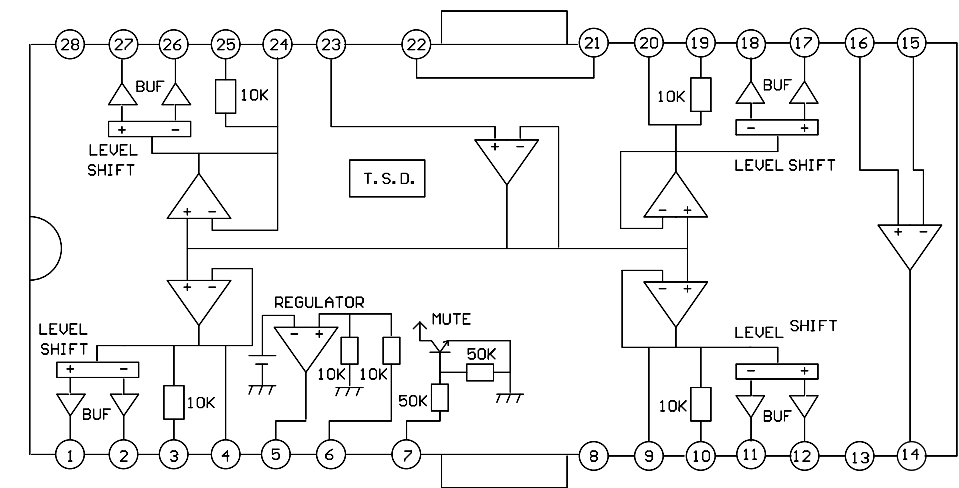 28 27 26 25 24 23 22 21 20 19 18 17 16 15
BUF 10K 10K BUF
+ − − +
LEVEL SHIFT
LEVEL
SHIFT
+ −
T.S.D.
+ − − +
+ −
+ − − +
REGULATOR
MUTE
− +
LEVEL
SHIFT
LEVEL SHIFT
50K
+ − − +
10K 10K
50K
BUF 10K 10K BUF
1 2 3 4 5 6 7 8 9 10 11 12 13 14